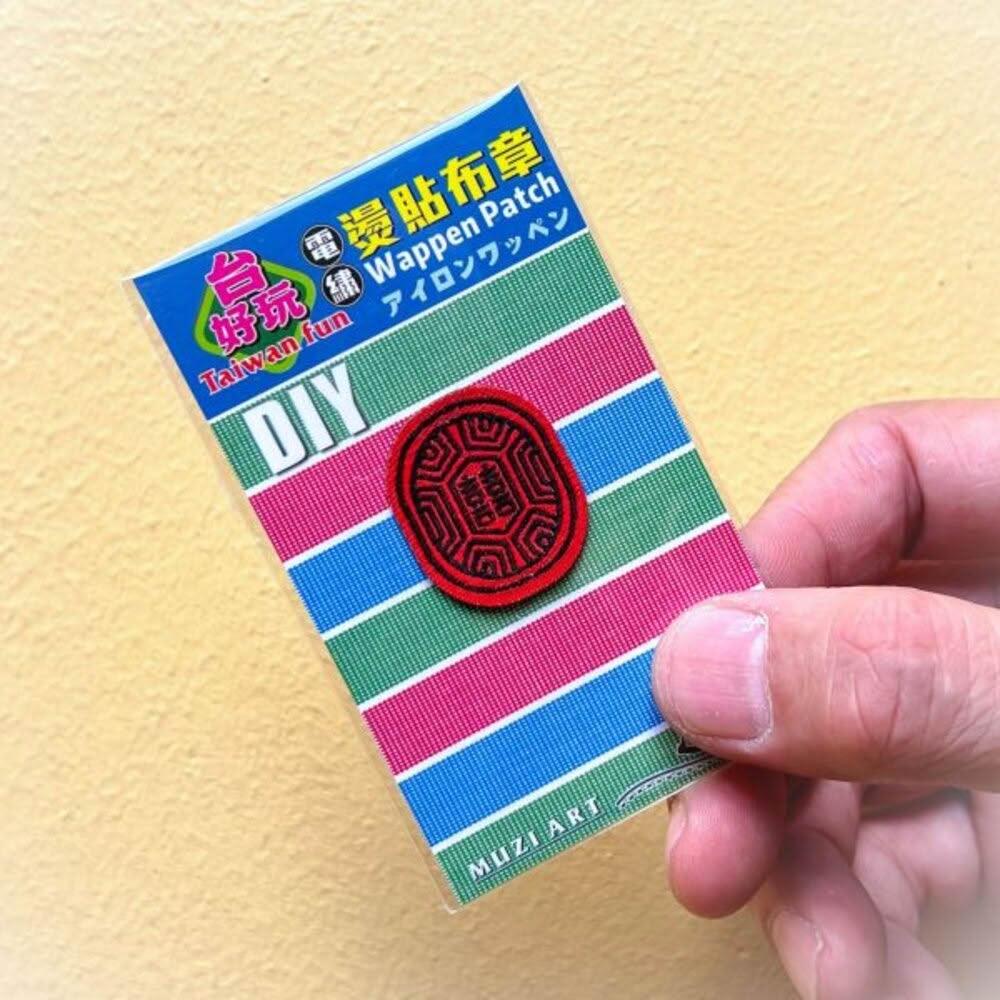 電繡
燙貼布章
Wappen Patch
アイロンワッペン
台
好玩
Taiwan fun
DIY
MUZI ART